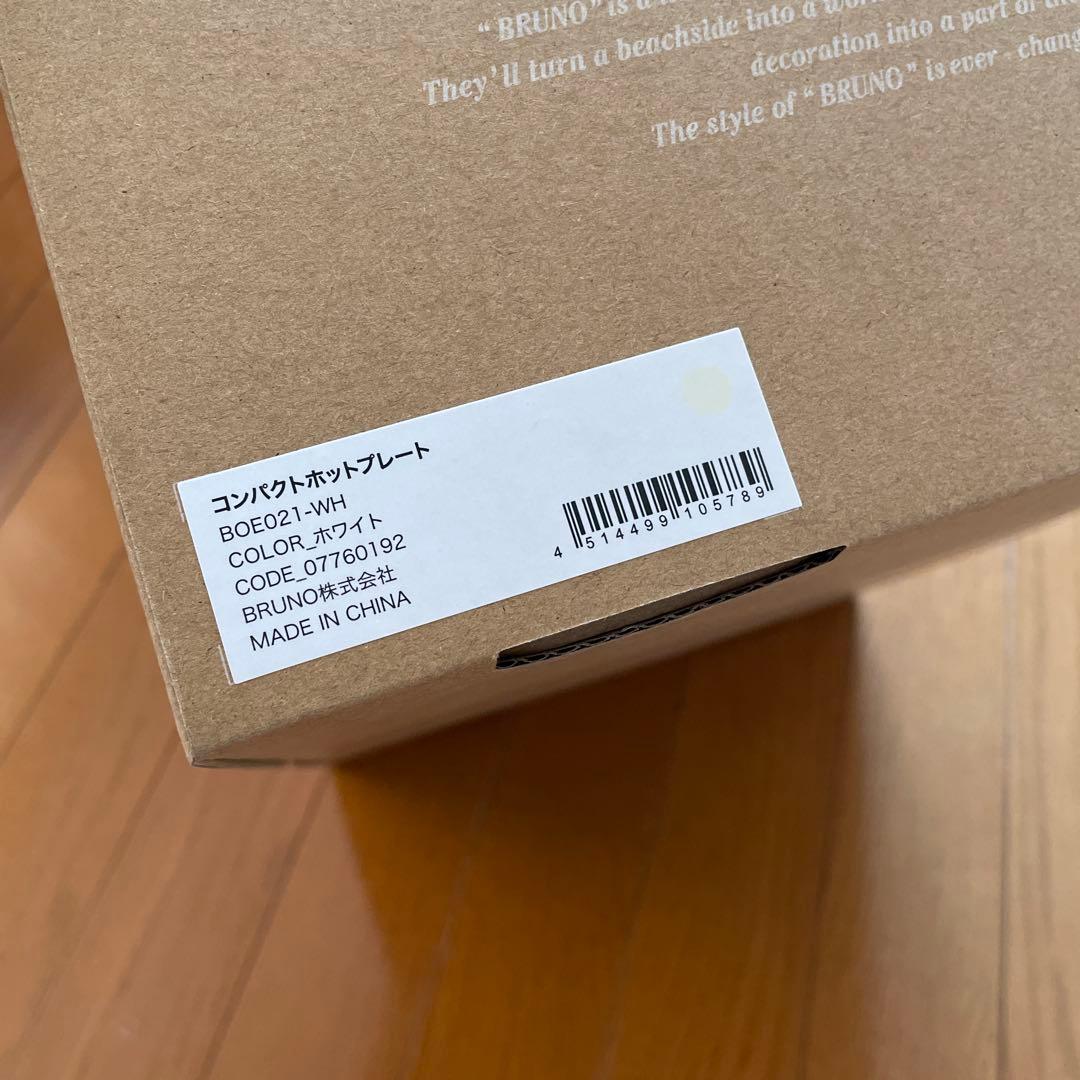 "BRUNO" is a
They'll turn a beachside into a
decoration into a part of
The style of "BRUNO" is ever-
コンパクトホットプレート
BOE021-WH
COLOR_ホワイト
CODE_07760192
BRUNO株式会社
MADE IN CHINA
4 514499 105789